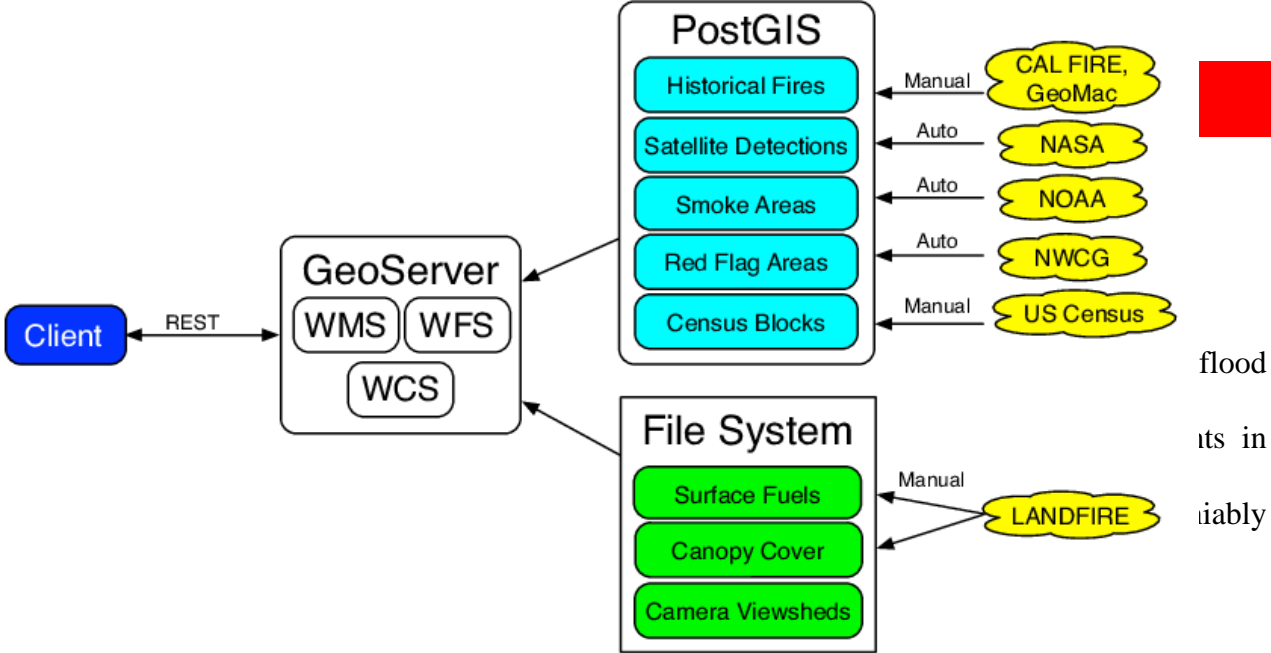 PostGIS
Historical Fires
Satellite Detections
Smoke Areas
Red Flag Areas
Census Blocks
Manual
CAL FIRE,
GeoMac
Auto
NASA
Auto
NOAA
Auto
NWCG
Manual
US Census
GeoServer
WMS
WFS
WCS
Client
REST
File System
Surface Fuels
Canopy Cover
Camera Viewsheds
Manual
LANDFIRE
flood
in